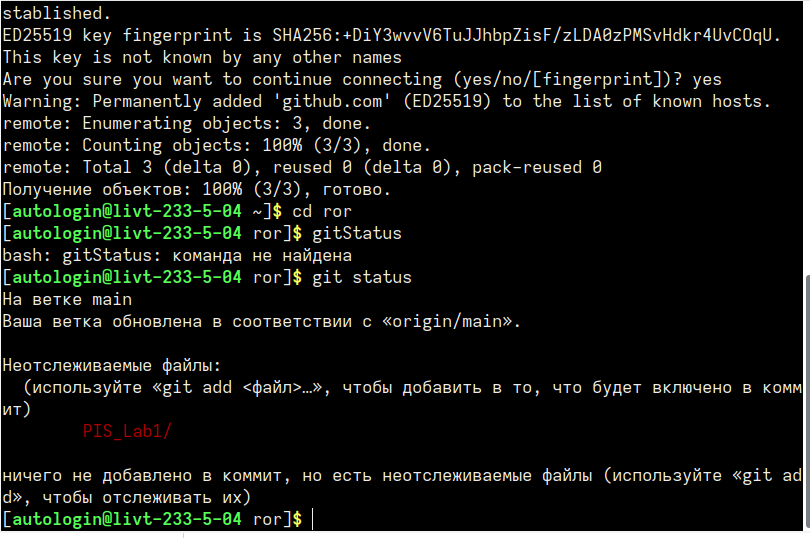 stablished.
ED25519 key fingerprint is SHA256:+DiY3wvvV6TuJJhbpZisF/zLDA0zPMSvHdkr4UvCOqU.
This key is not known by any other names
Are you sure you want to continue connecting (yes/no/[fingerprint])? yes
Warning: Permanently added 'github.com' (ED25519) to the list of known hosts.
remote: Enumerating objects: 3, done.
remote: Counting objects: 100% (3/3), done.
remote: Total 3 (delta 0), reused 0 (delta 0), pack-reused 0
Получение объектов: 100% (3/3), готово.
[autologin@livt-233-5-04 ~]$ cd ror
[autologin@livt-233-5-04 ror]$ gitStatus
bash: gitStatus: команда не найдена
[autologin@livt-233-5-04 ror]$ git status
На ветке main
Ваша ветка обновлена в соответствии с «origin/main».
Неотслеживаемые файлы:
(используйте «git add <файл>…», чтобы добавить в то, что будет включено в комм
ит)
PIS_Lab1/
ничего не добавлено в коммит, но есть неотслеживаемые файлы (используйте «git ad
d», чтобы отслеживать их)
[autologin@livt-233-5-04 ror]$